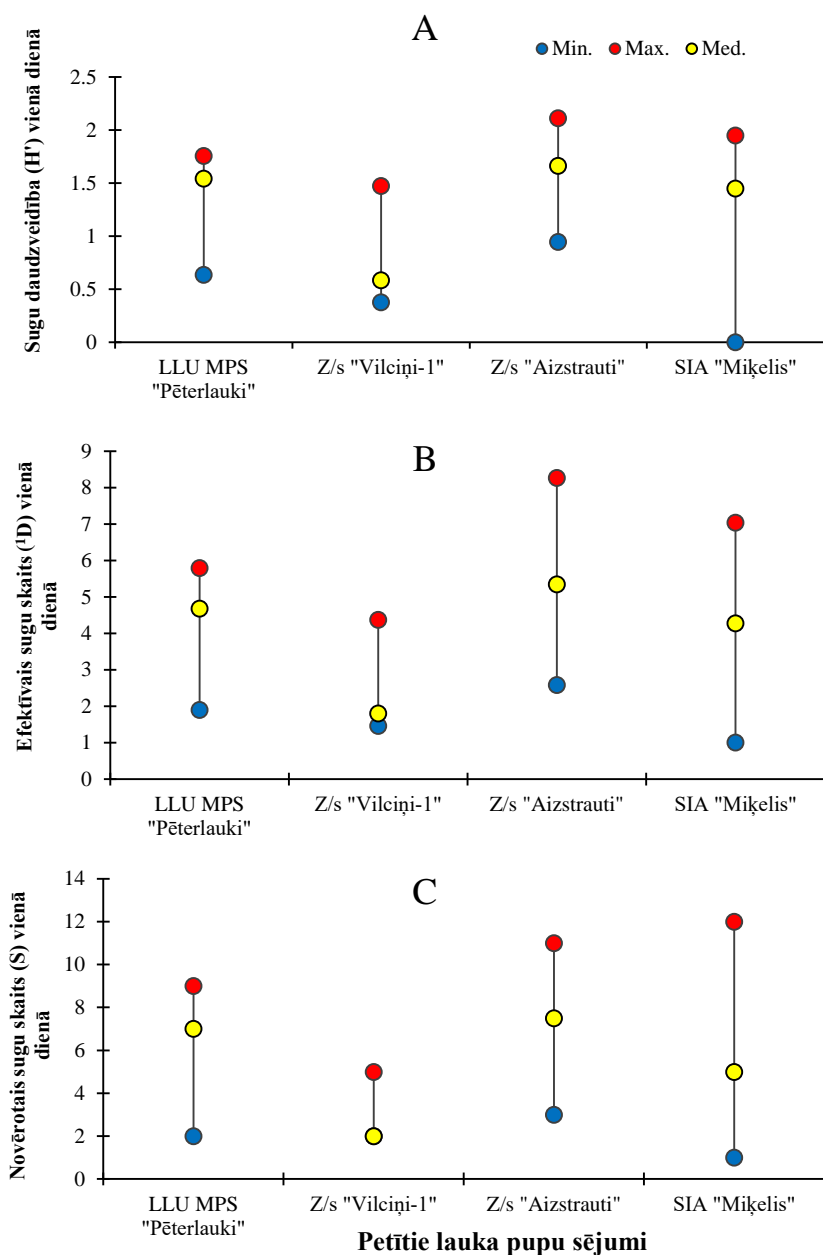 A
Min. Max. Med.
Sugu daudzveidība (H') vienā dienā
2.5
2
1.5
1
0.5
0
LLU MPS "Pēterlauki"
Z/s "Vilciņi-1"
Z/s "Aizstrauti"
SIA "Miķelis"
B
Efektīvais sugu skaits (¹D) vienā
dienā
9
8
7
6
5
4
3
2
1
0
LLU MPS "Pēterlauki"
Z/s "Vilciņi-1"
Z/s "Aizstrauti"
SIA "Miķelis"
C
Novērotais sugu skaits (S) vienā
dienā
14
12
10
8
6
4
2
0
LLU MPS "Pēterlauki"
Z/s "Vilciņi-1"
Z/s "Aizstrauti"
SIA "Miķelis"
Petītie lauka pupu sējumi